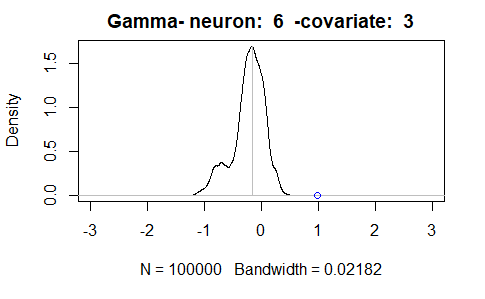 Gamma- neuron:  6  -covariate:  3
Density
1.5
1.0
0.5
0.0
-3 -2 -1 0 1 2 3
N = 100000   Bandwidth = 0.02182